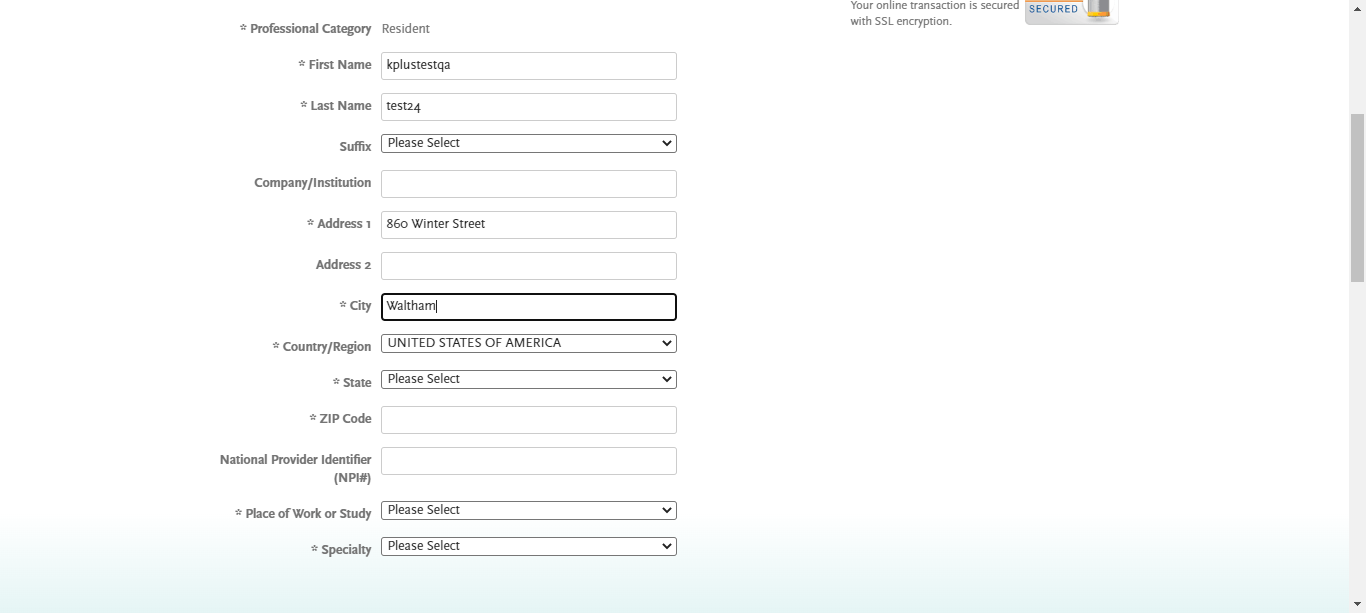 Your online transaction is secured
with SSL encryption.
SECURED
* Professional Category Resident
* First Name kplustestqa
* Last Name test24
Suffix Please Select
Company/Institution
* Address 1 860 Winter Street
Address 2
* City Waltham
* Country/Region UNITED STATES OF AMERICA
* State Please Select
* ZIP Code
National Provider Identifier
(NPI#)
* Place of Work or Study Please Select
* Specialty Please Select